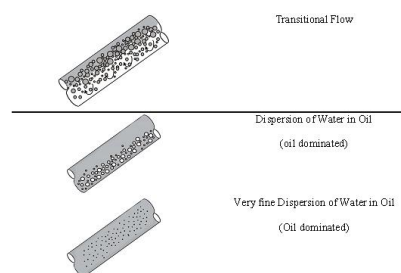 Transitional Flow
Dispersion of Water in Oil
(oil dominated)
Very fine Dispersion of Water in Oil
(Oil dominated)